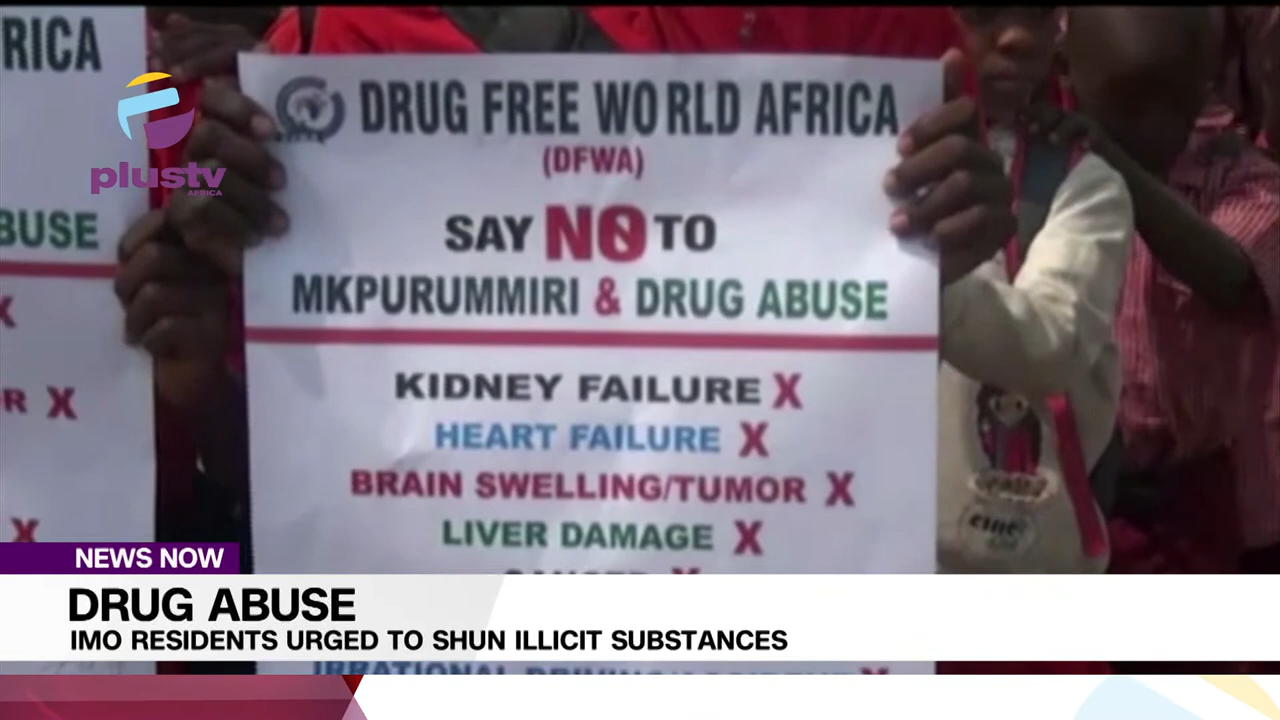 RICA
BUSE
X
R X
X
plustv
AFRICA
DRUG FREE WORLD AFRICA
(DFWA)
SAY NO TO
MKPURUMMIRI & DRUG ABUSE
KIDNEY FAILURE X
HEART FAILURE X
BRAIN SWELLING/TUMOR X
LIVER DAMAGE X
NEWS NOW
DRUG ABUSE
IMO RESIDENTS URGED TO SHUN ILLICIT SUBSTANCES